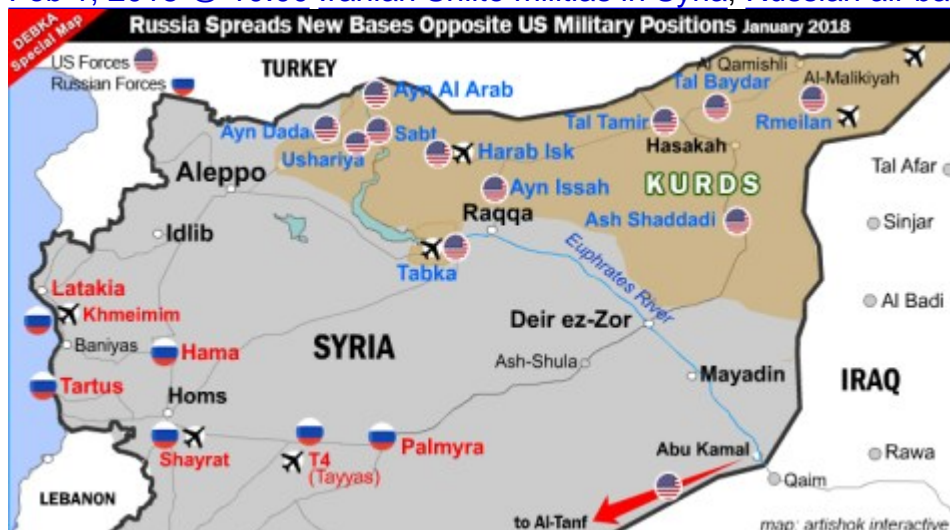 DEBKA
Special Map
Russia Spreads New Bases Opposite US Military Positions January 2018
US Forces
Russian Forces
TURKEY
Al Qamishli
Ayn Al Arab
Tal Baydar
Al-Malikiyah
Ayn Dada
Sabt
Tal Tamir
Rmeilan
Ushariya
Harab Isk
Hasakah
Aleppo
Tal Afar
KURDS
Ayn Issah
Raqqa
Ash Shaddadi
Sinjar
Idlib
Euphrates River
Tabka
Latakia
Al Badi
Khmeimim
Deir ez-Zor
Baniyas
Hama
SYRIA
Ash-Shula
Tartus
Mayadin
IRAQ
Homs
Palmyra
Abu Kamal
Rawa
Shayrat
T4
(Tayyas)
Qaim
LEBANON
to Al-Tanf
map: artishok interactive